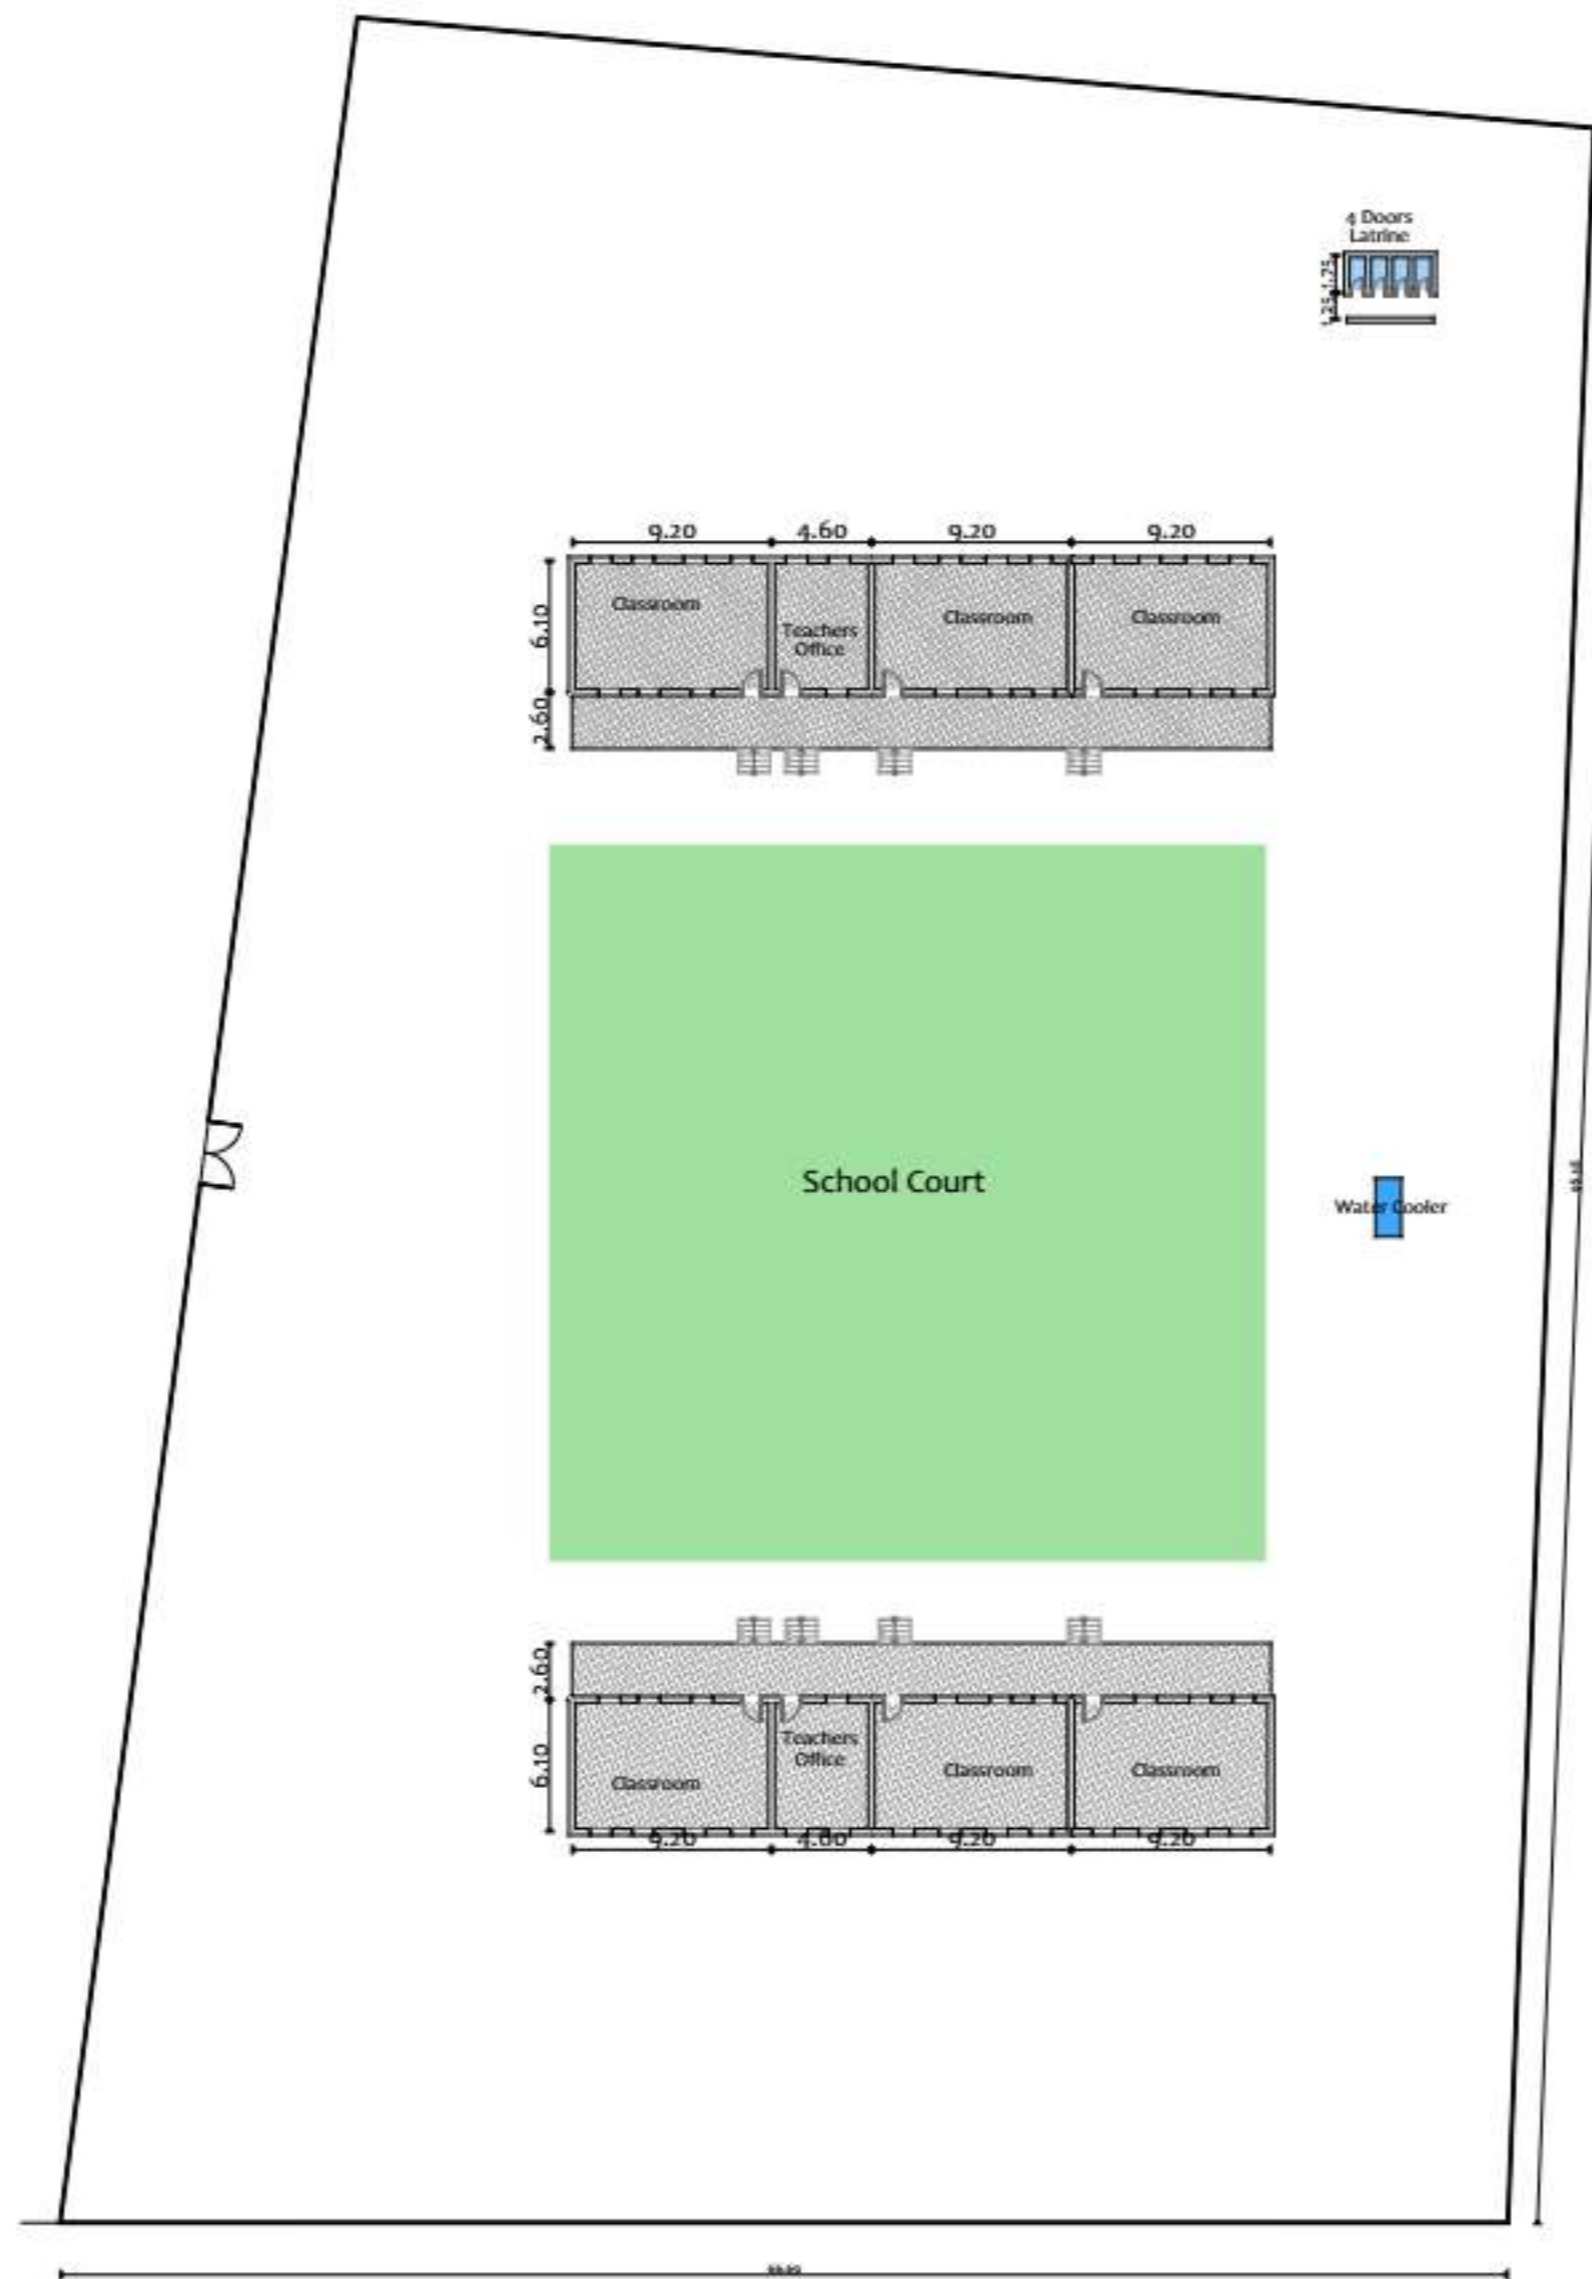 4 Doors
Latrine
1.75
1.25
9.20 4.60 9.20 9.20
6.10
Classroom
Teachers
Office
Classroom
Classroom
2.60
School Court
Water Cooler
2.60
6.10
Teachers
Office
Classroom
Classroom
Classroom
9.20 4.60 9.20 9.20